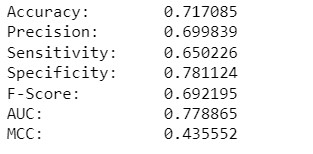 Accuracy: 0.717085
Precision: 0.699839
Sensitivity: 0.650226
Specificity: 0.781124
F-Score: 0.692195
AUC: 0.778865
MCC: 0.435552